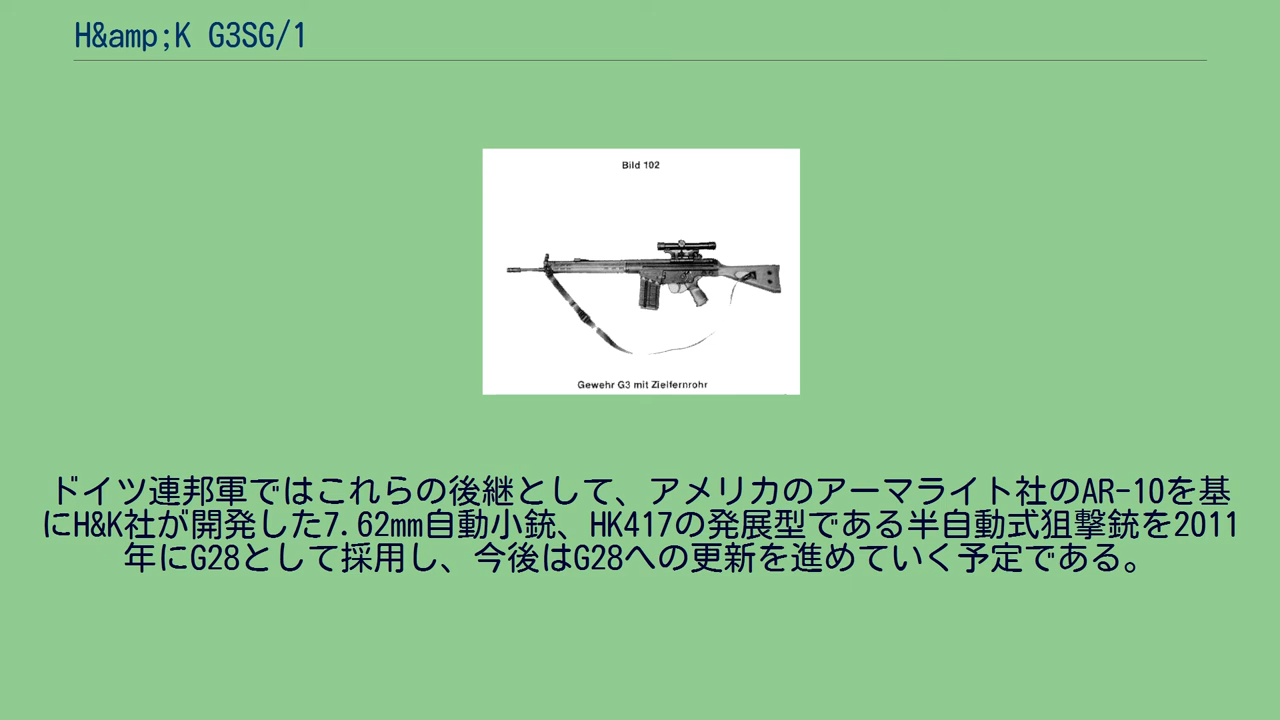 H&amp;K G3SG/1
Bild 102
Gewehr G3 mit Zielfernrohr
ドイツ連邦軍ではこれらの後継として、アメリカのアーマライト社のAR-10を基
にH&K社が開発した7.62mm自動小銃、HK417の発展型である半自動式狙撃銃を2011
年にG28として採用し、今後はG28への更新を進めていく予定である。